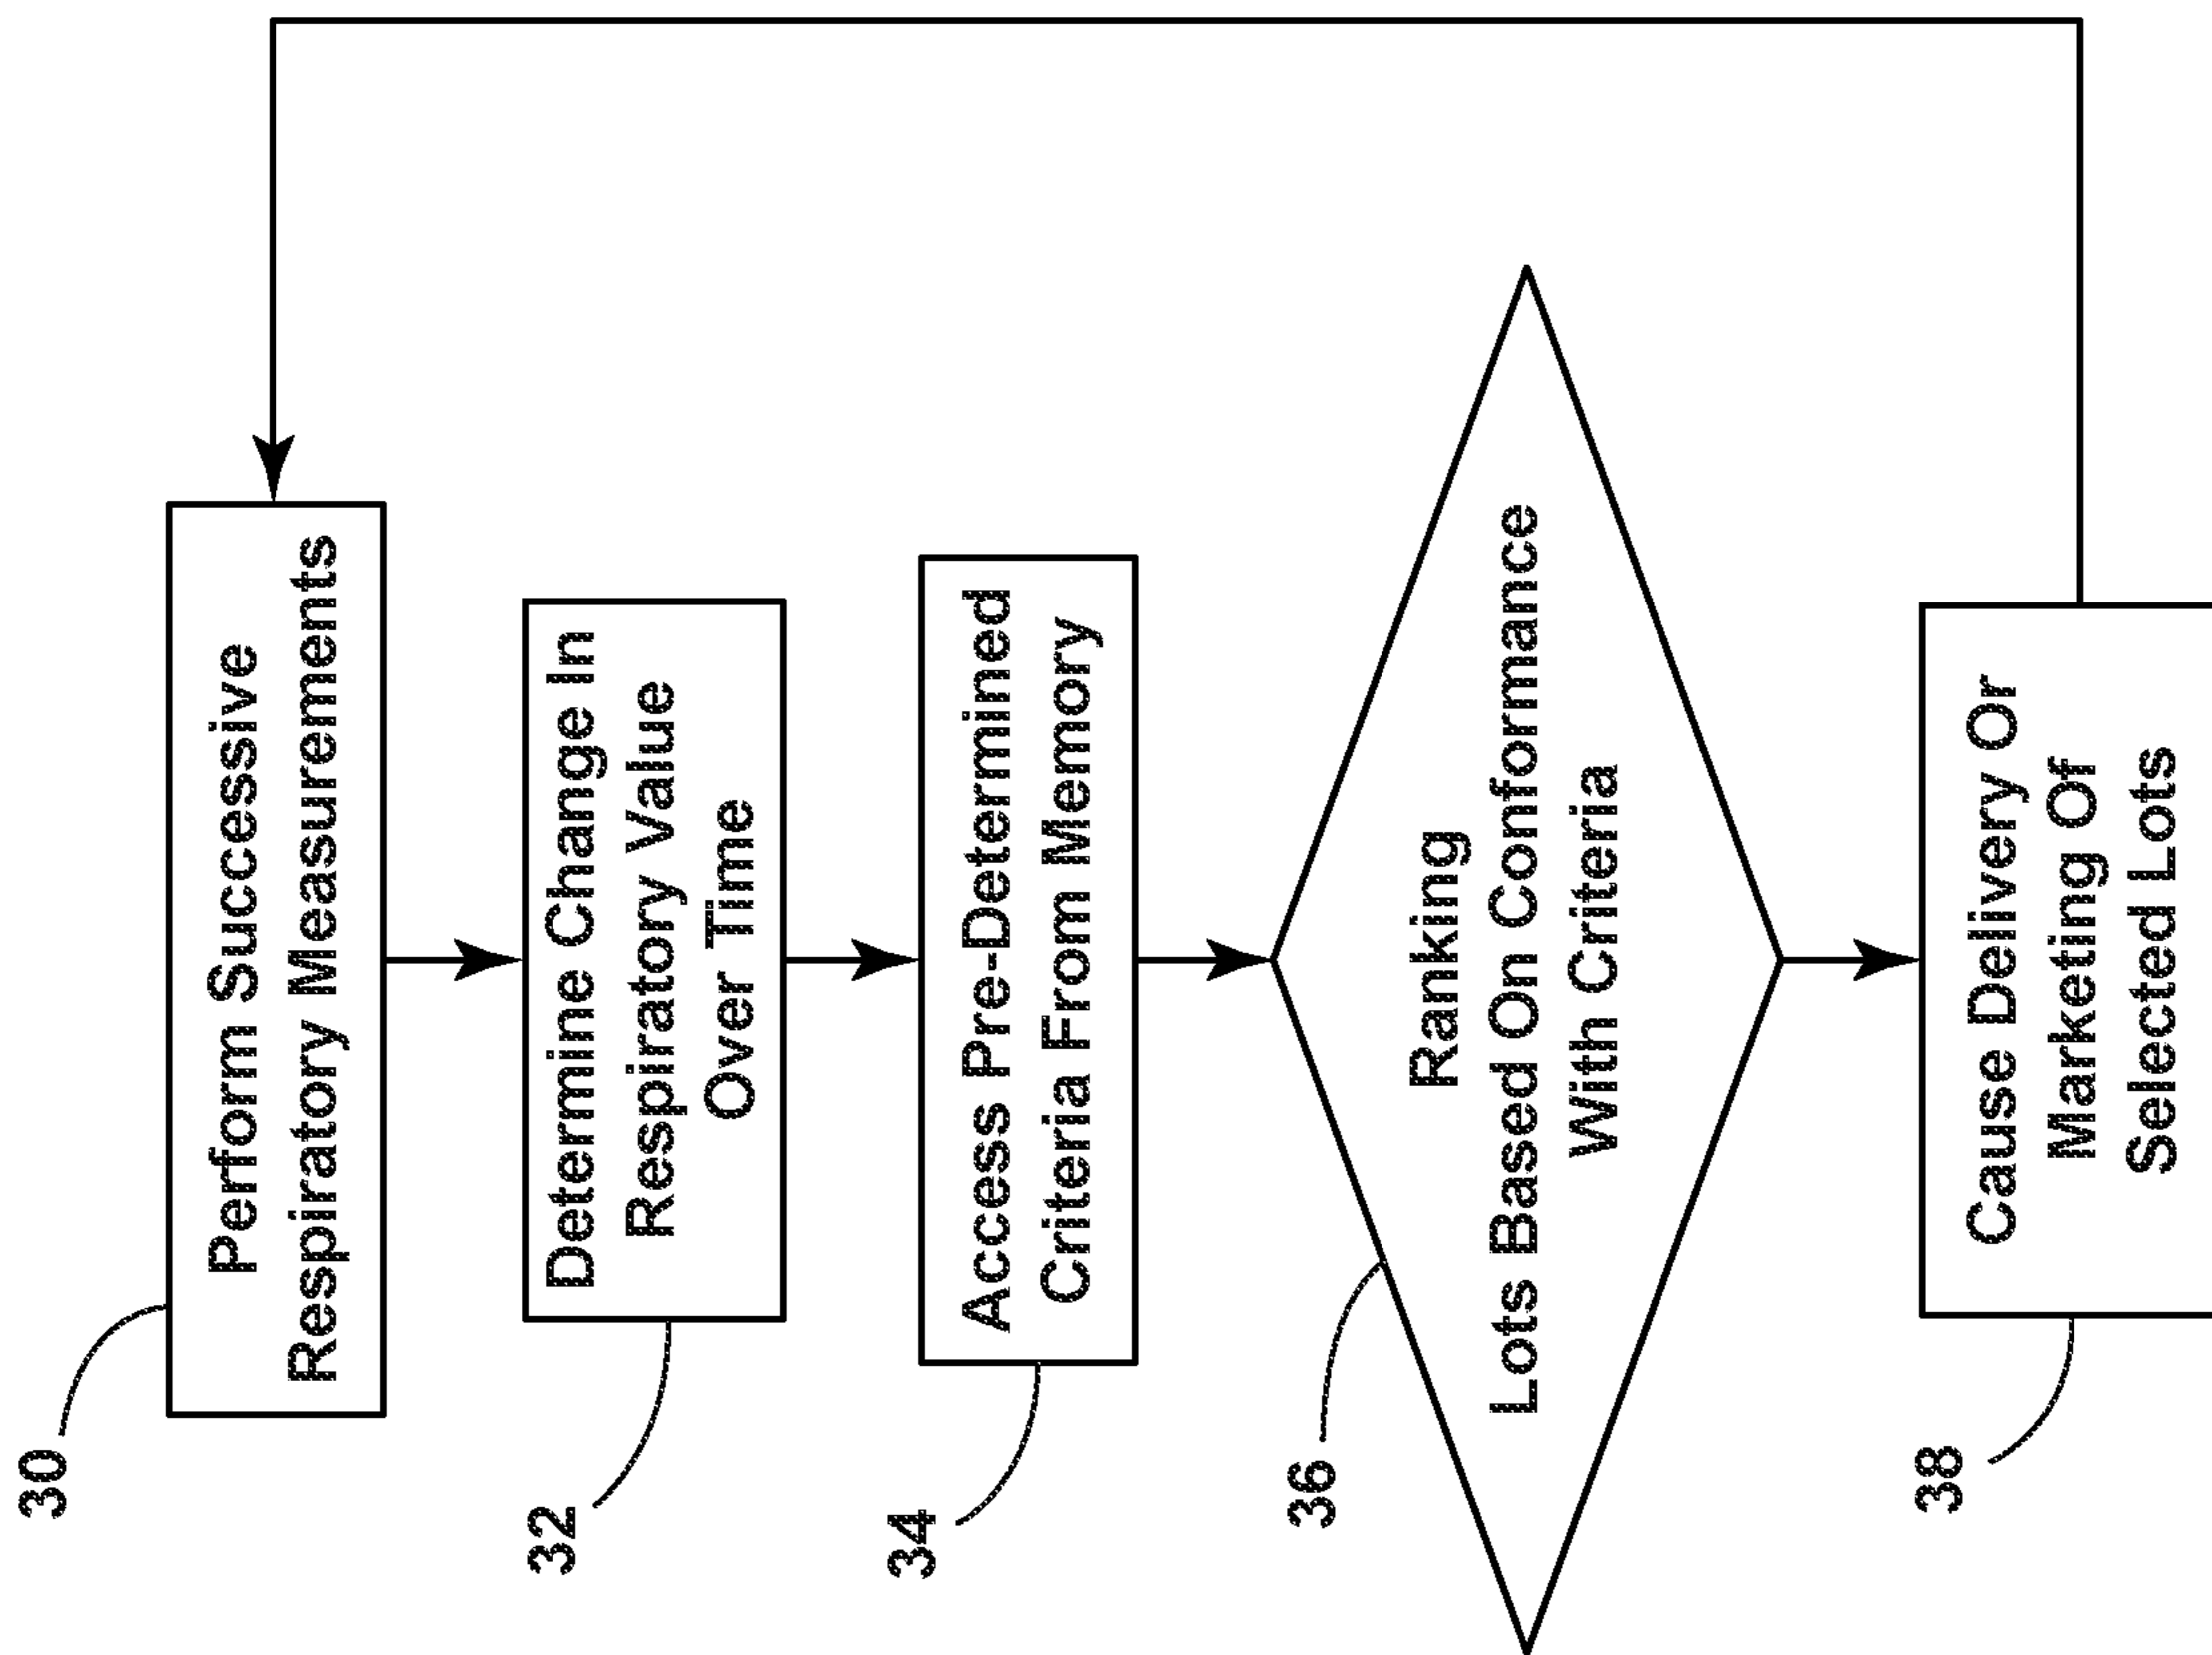 30
Perform Successive
Respiratory Measurements
32
Determine Change In
Respiratory Value
Over Time
34
Access Pre-Determined
Criteria From Memory
36
Ranking
Lots Based On Conformance
With Criteria
38
Cause Delivery Or
Marketing Of
Selected Lots